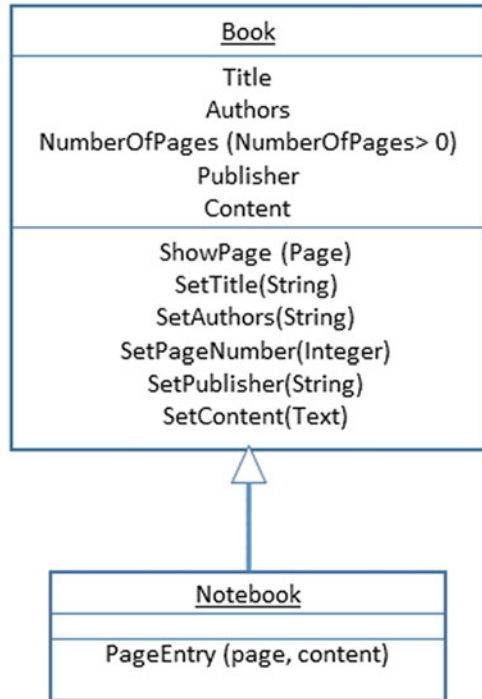 Book
Title
Authors
NumberOfPages (NumberOfPages> 0)
Publisher
Content
ShowPage (Page)
SetTitle(String)
SetAuthors(String)
SetPageNumber(Integer)
SetPublisher(String)
SetContent(Text)
Notebook
PageEntry (page, content)